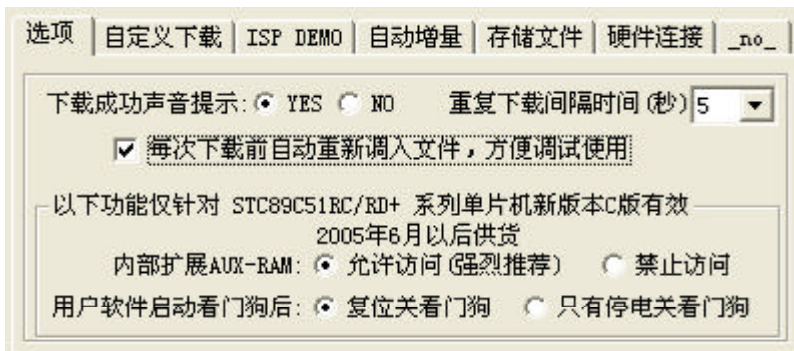 选项 自定义下载 ISP DEMO 自动增量 存储文件 硬件连接 _no_
下载成功声音提示: YES NO 重复下载间隔时间(秒) 5
每次下载前自动重新调入文件，方便调试使用
以下功能仅针对 STC89C51RC/RD+ 系列单片机新版本C版有效
2005年6月以后供货
内部扩展AUX-RAM: 允许访问(强烈推荐) 禁止访问
用户软件启动看门狗后: 复位关看门狗 只有停电关看门狗